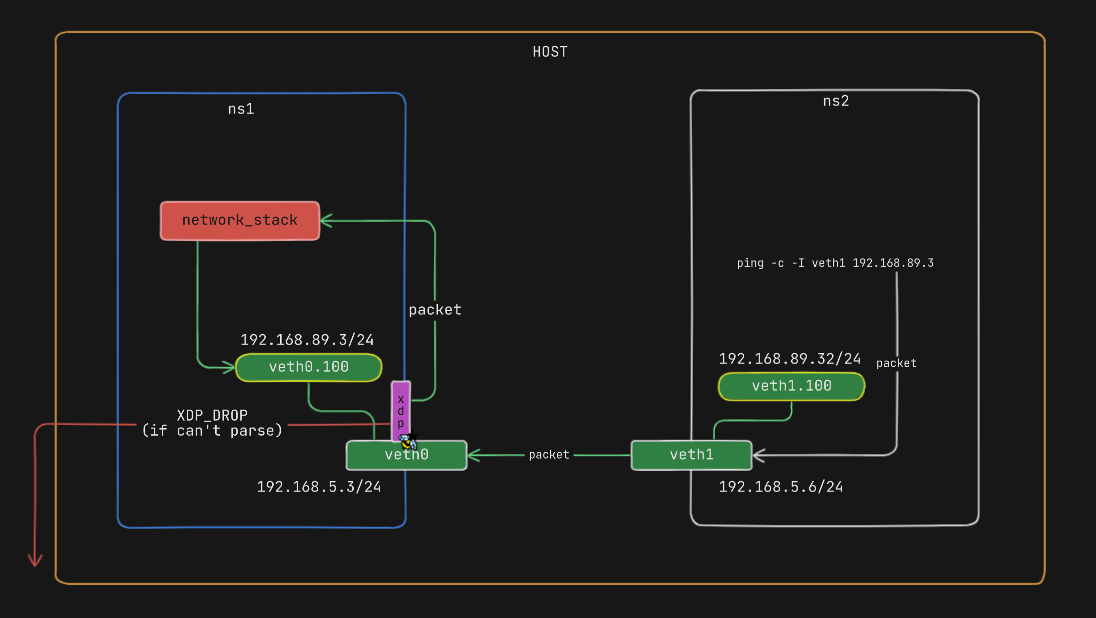 HOST
ns1
ns2
network_stack
ping -c -I veth1 192.168.89.3
packet
192.168.89.3/24
veth0.100
192.168.89.32/24
packet
veth1.100
xdp
XDP_DROP
(if can't parse)
veth0
packet
veth1
192.168.5.3/24
192.168.5.6/24